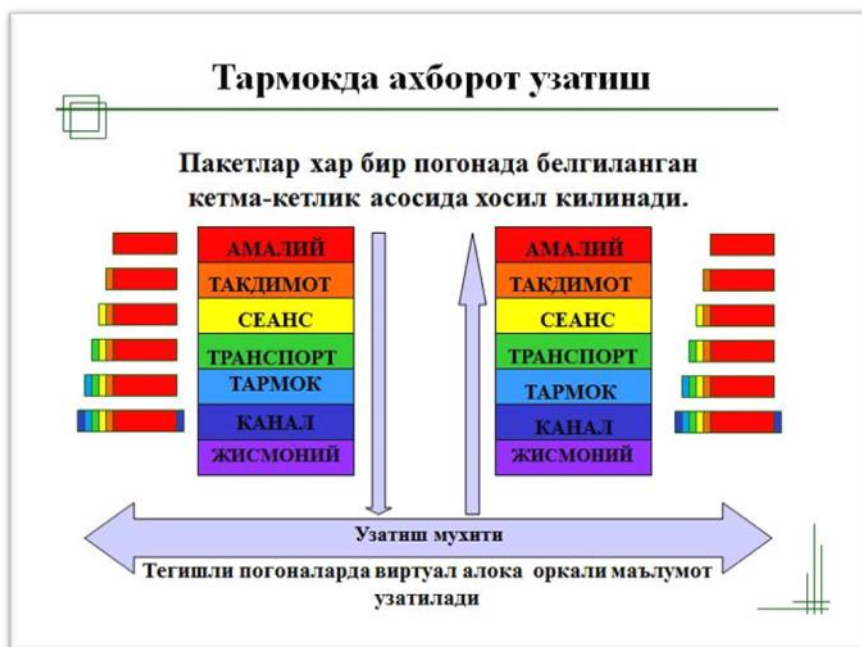 Тармокда ахборот узатиш
Пакетлар хар бир погонада белгиланган
кетма-кетлик асосида хосил килинади.
АМАЛИЙ
ТАКДИМОТ
СЕАНС
ТРАНСПОРТ
ТАРМОК
КАНАЛ
ЖИСМОНИЙ
АМАЛИЙ
ТАКДИМОТ
СЕАНС
ТРАНСПОРТ
ТАРМОК
КАНАЛ
ЖИСМОНИЙ
Узатиш мухити
Тегишли погоналарда виртуал алока оркали маълумот
узатилади